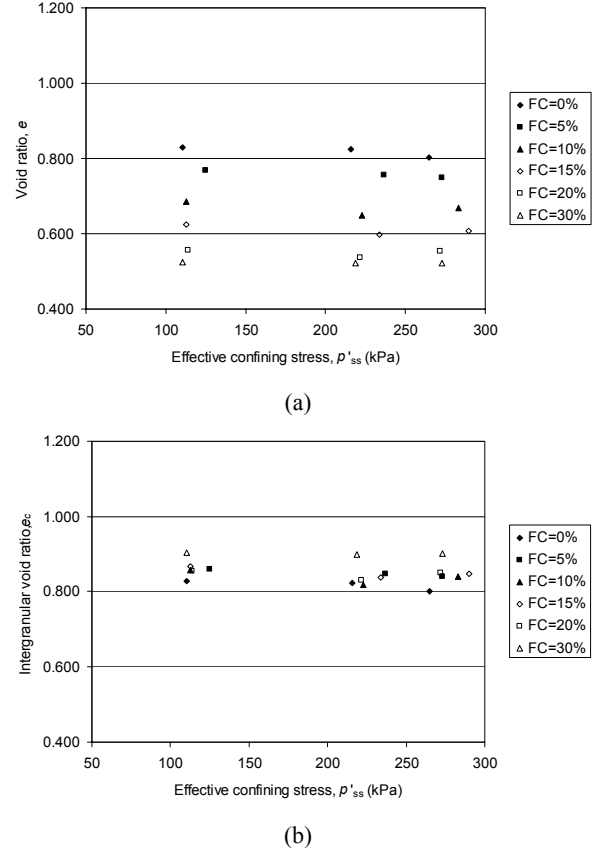 1.200
1.000
0.800
0.600
0.400
Void ratio, e
50 100 150 200 250 300
Effective confining stress, p'ss (kPa)
FC=0%
FC=5%
FC=10%
FC=15%
FC=20%
FC=30%
(a)
1.200
1.000
0.800
0.600
0.400
Intergranular void ratio,ec
50 100 150 200 250 300
Effective confining stress, p'ss (kPa)
FC=0%
FC=5%
FC=10%
FC=15%
FC=20%
FC=30%
(b)